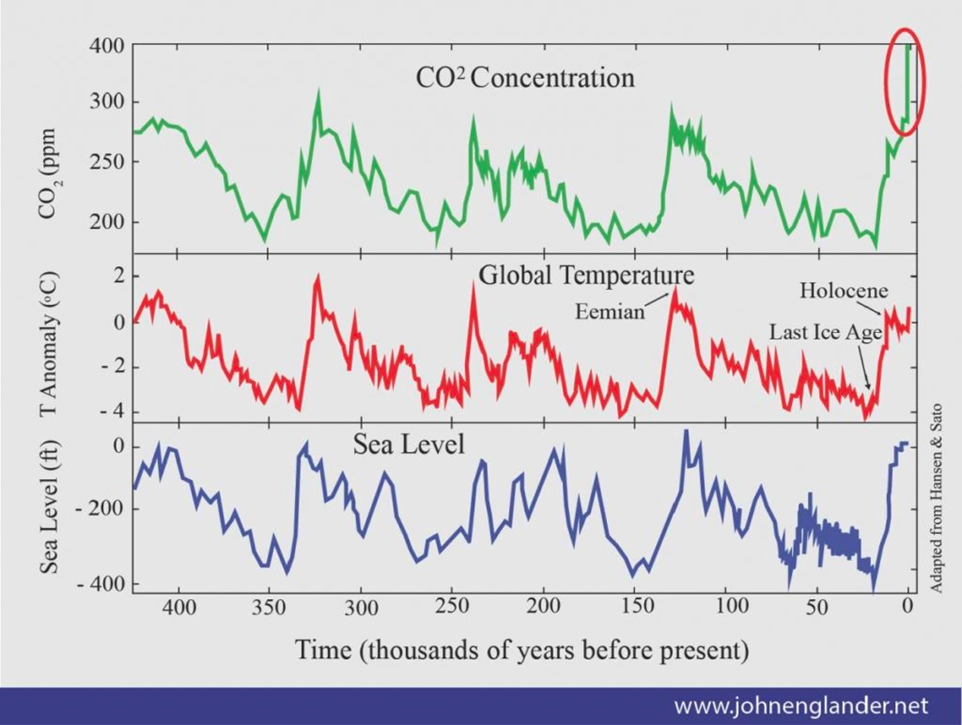 CO² Concentration
CO₂ (ppm
400
300
250
200
Global Temperature
Eemian
Holocene
Last Ice Age
T Anomaly (ºC)
2
0
- 2
- 4
Sea Level
Sea Level (ft)
0
- 200
- 400
400 350 300 250 200 150 100 50 0
Time (thousands of years before present)
Adapted from Hansen & Sato
www.johnenglander.net